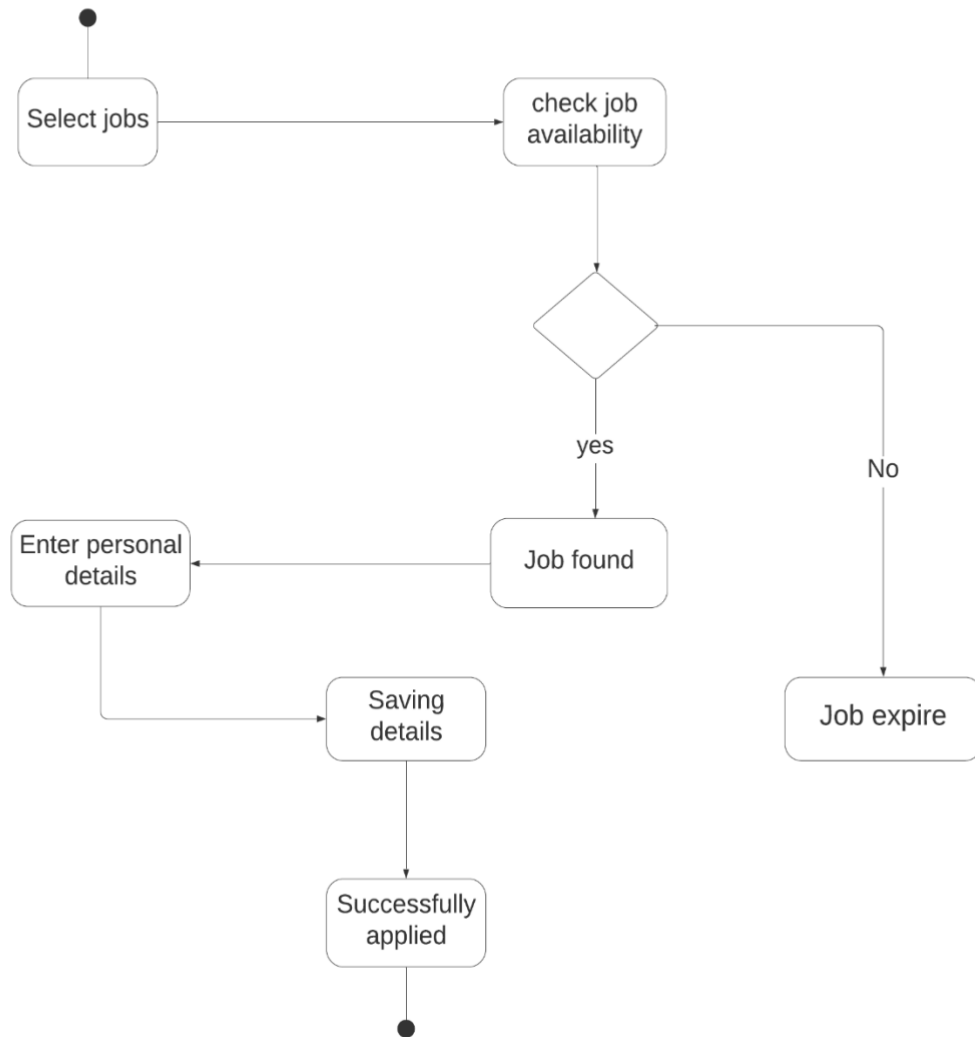 Select jobs
check job
availability
yes
No
Enter personal
details
Job found
Saving
details
Job expire
Successfully
applied